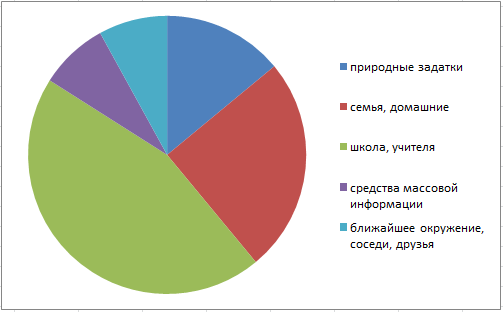 природные задатки
семья, домашние
школа, учителя
средства массовой
информации
ближайшее окружение,
соседи, друзья